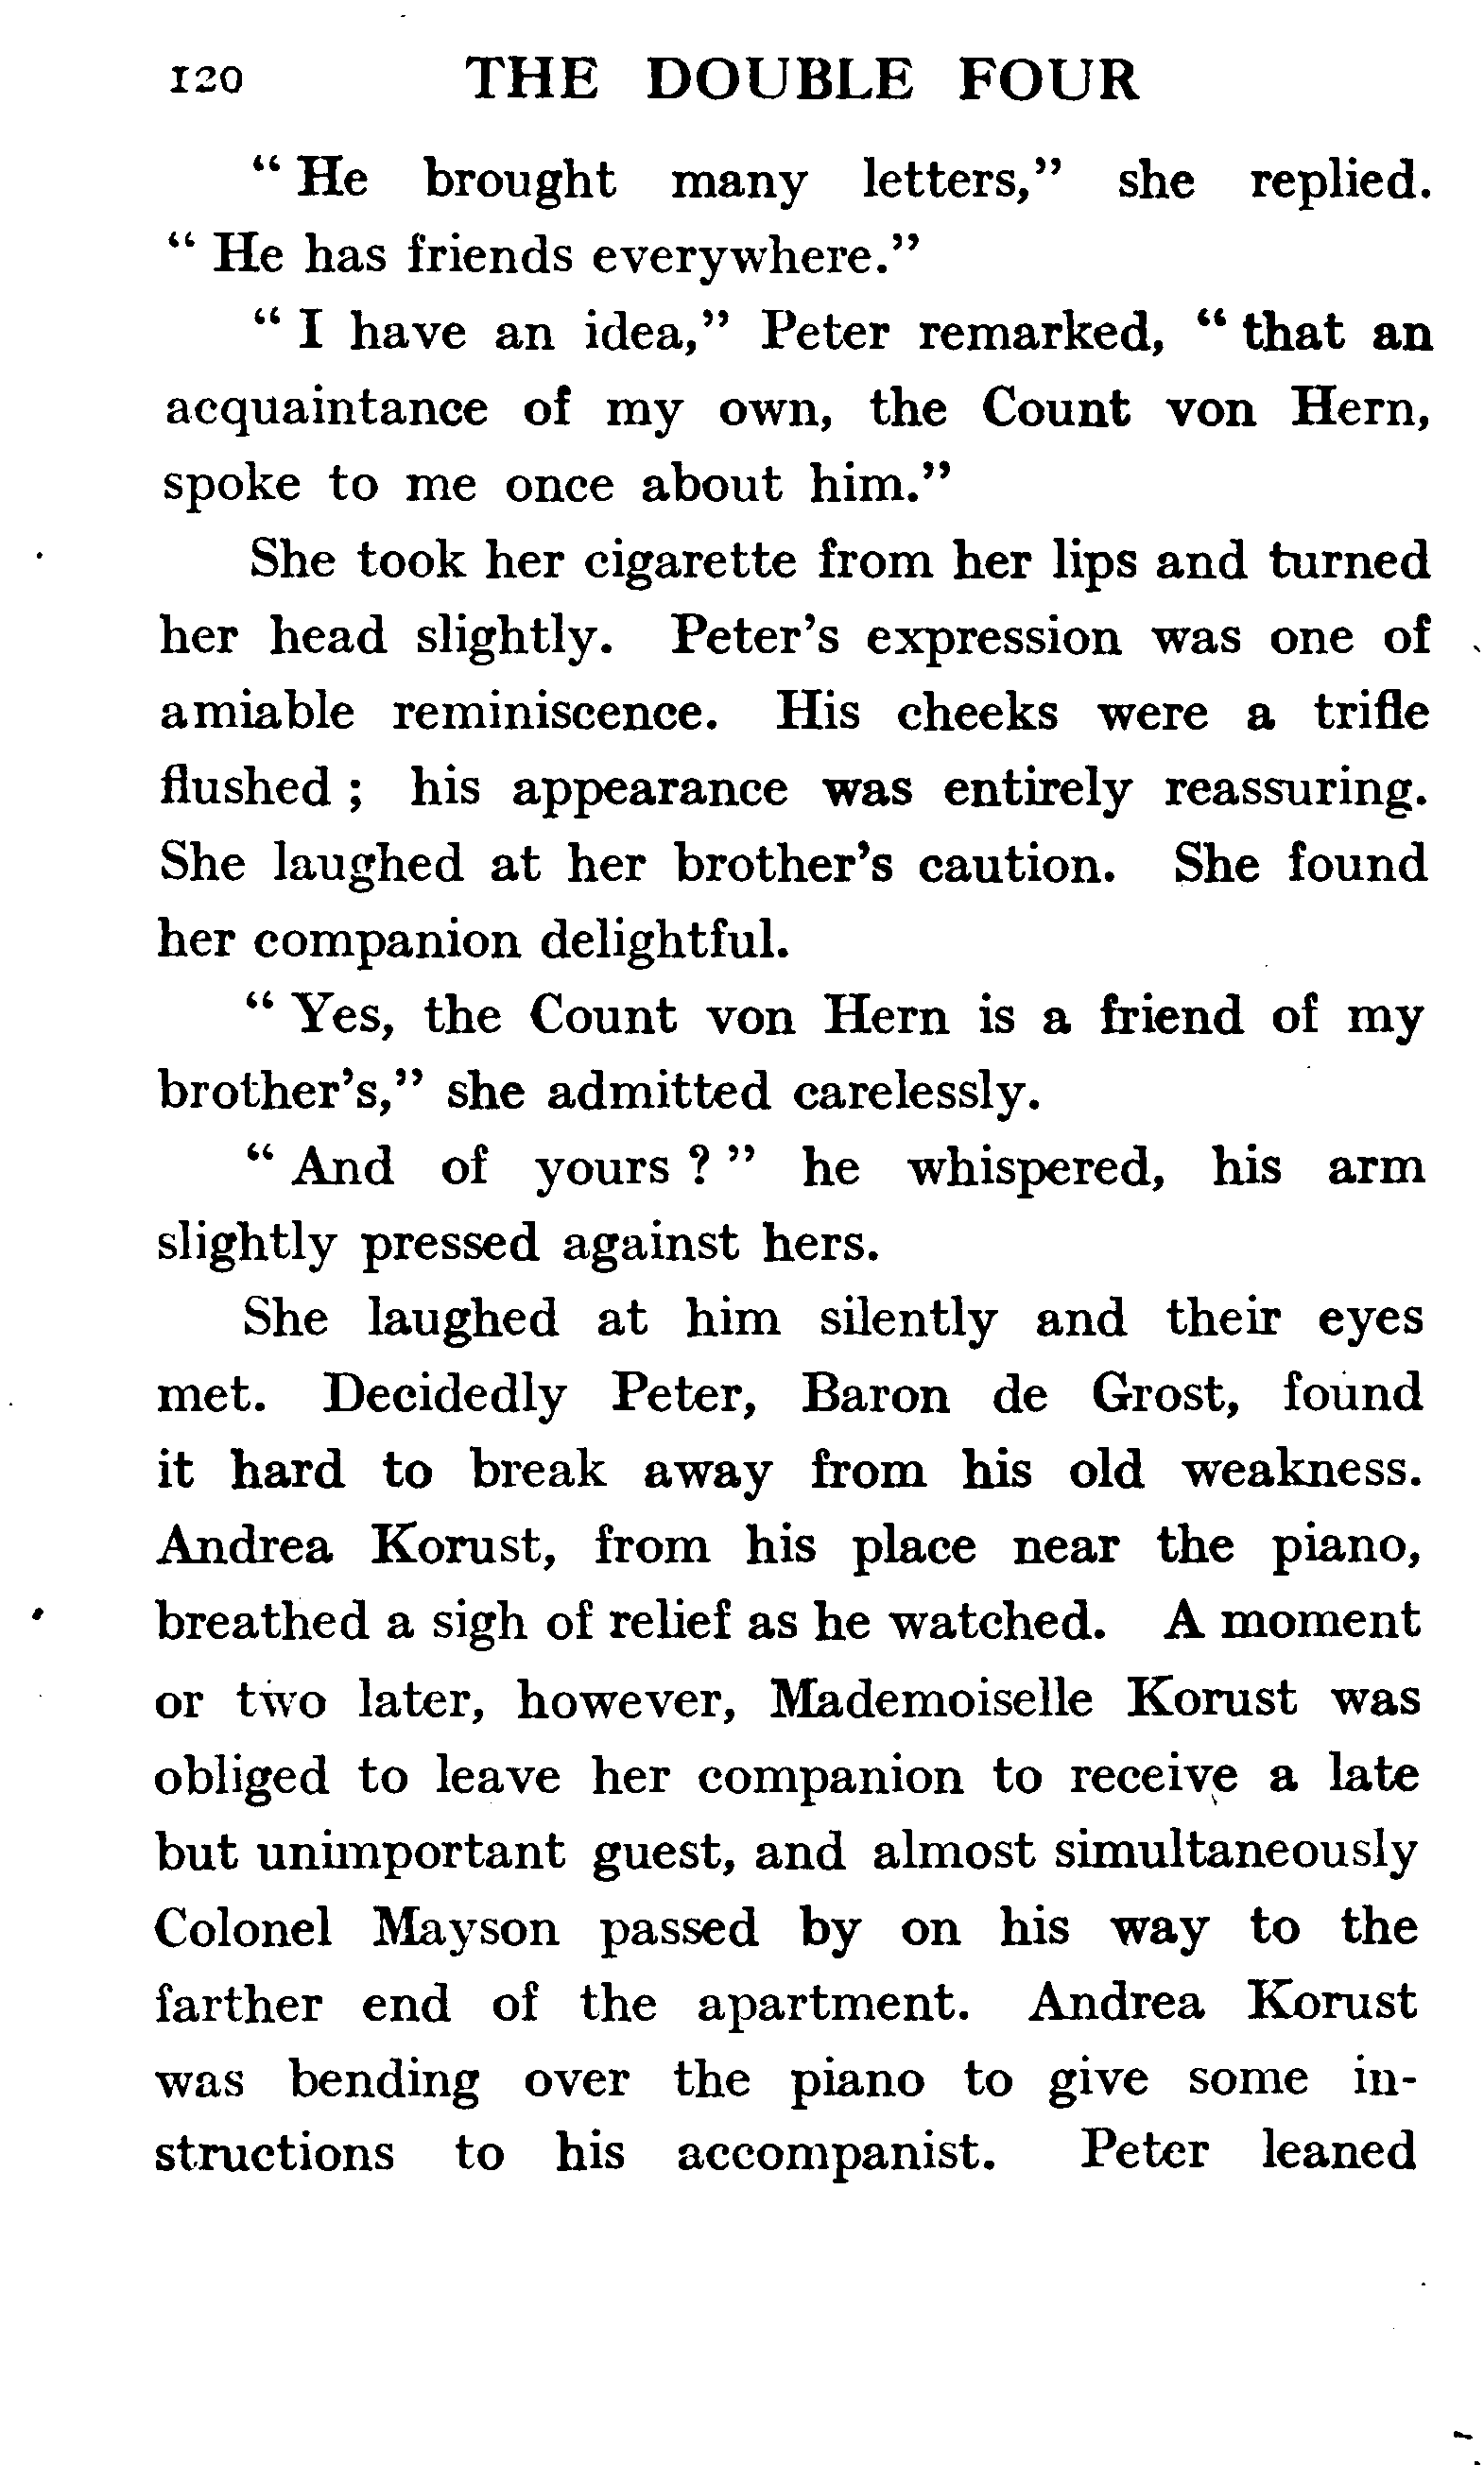 120 THE DOUBLE FOUR
“ He brought many letters,” she replied.
“ He has friends everywhere.”
“ I have an idea,” Peter remarked, “ that an
acquaintance of my own, the Count von Hern,
spoke to me once about him.”
She took her cigarette from her lips and turned
her head slightly. Peter’s expression was one of
amiable reminiscence. His cheeks were a trifle
flushed ; his appearance was entirely reassuring.
She laughed at her brother’s caution. She found
her companion delightful.
“ Yes, the Count von Hern is a friend of my
brother’s,” she admitted carelessly.
“ And of yours ? ” he whispered, his arm
slightly pressed against hers.
She laughed at him silently and their eyes
met. Decidedly Peter, Baron de Grost, found
it hard to break away from his old weakness.
Andrea Korust, from his place near the piano,
breathed a sigh of relief as he watched. A moment
or two later, however, Mademoiselle Korust was
obliged to leave her companion to receive a late
but unimportant guest, and almost simultaneously
Colonel Mayson passed by on his way to the
farther end of the apartment. Andrea Korust
was bending over the piano to give some in-
structions to his accompanist. Peter leaned